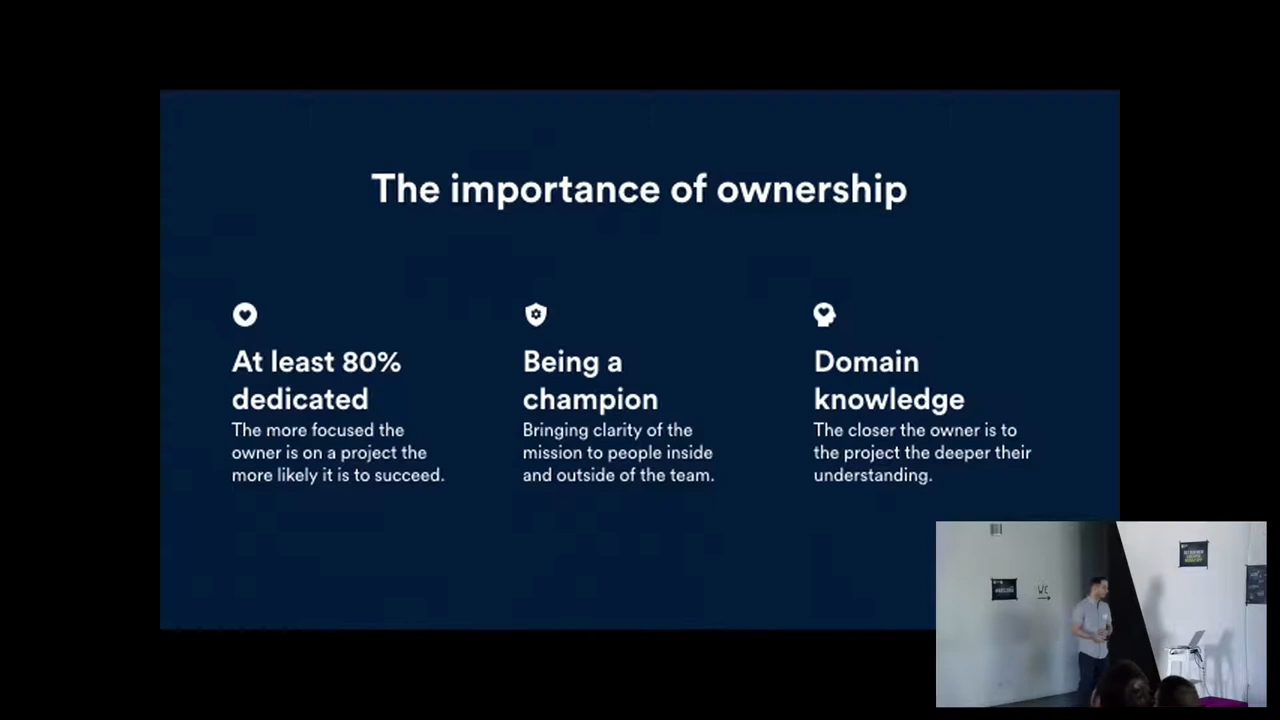 The importance of ownership
At least 80%
dedicated
The more focused the
owner is on a project the
more likely it is to succeed.
Being a
champion
Bringing clarity of the
mission to people inside
and outside of the team.
Domain
knowledge
The closer the owner is to
the project the deeper their
understanding.
WC